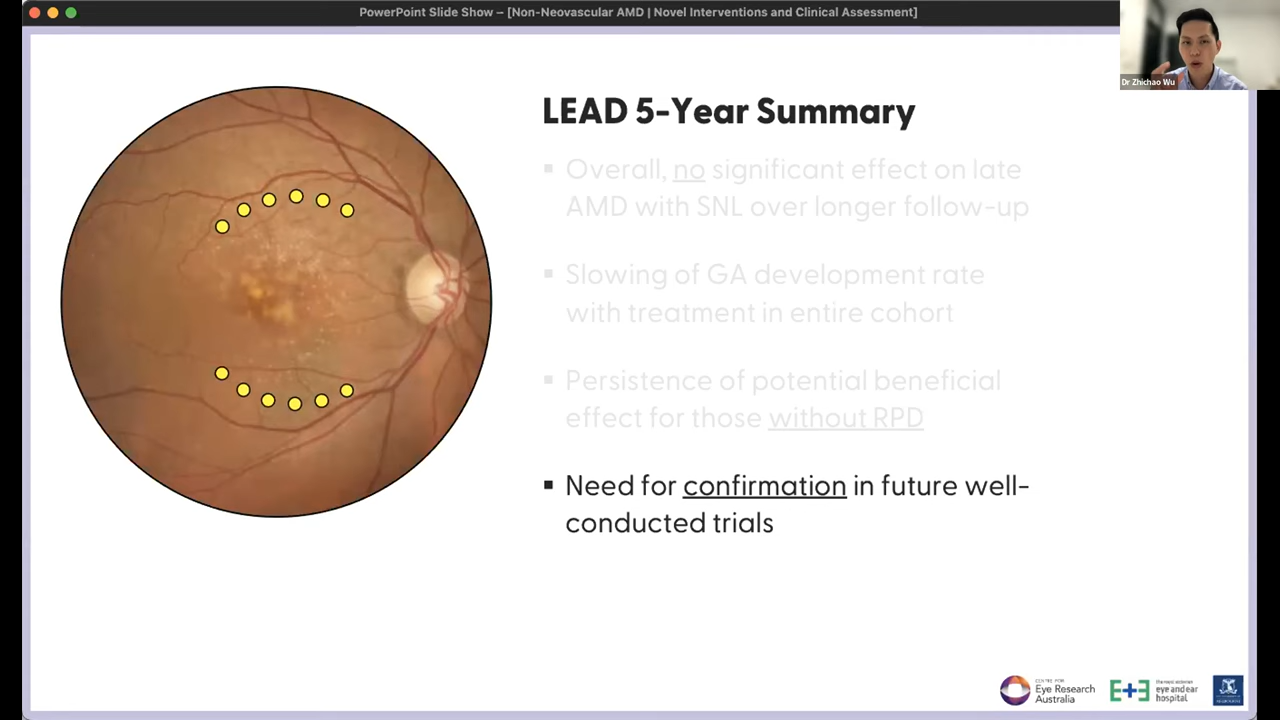 PowerPoint Slide Show – [Non-Neovascular AMD | Novel Interventions and Clinical Assessment]
Dr Zhichao Wu
LEAD 5-Year Summary
▪ Overall, no significant effect on late
AMD with SNL over longer follow-up
▪ Slowing of GA development rate
with treatment in entire cohort
▪ Persistence of potential beneficial
effect for those without RPD
▪ Need for confirmation in future well-
conducted trials
CENTRE FOR
Eye Research
Australia
E+E
eye and ear
hospital